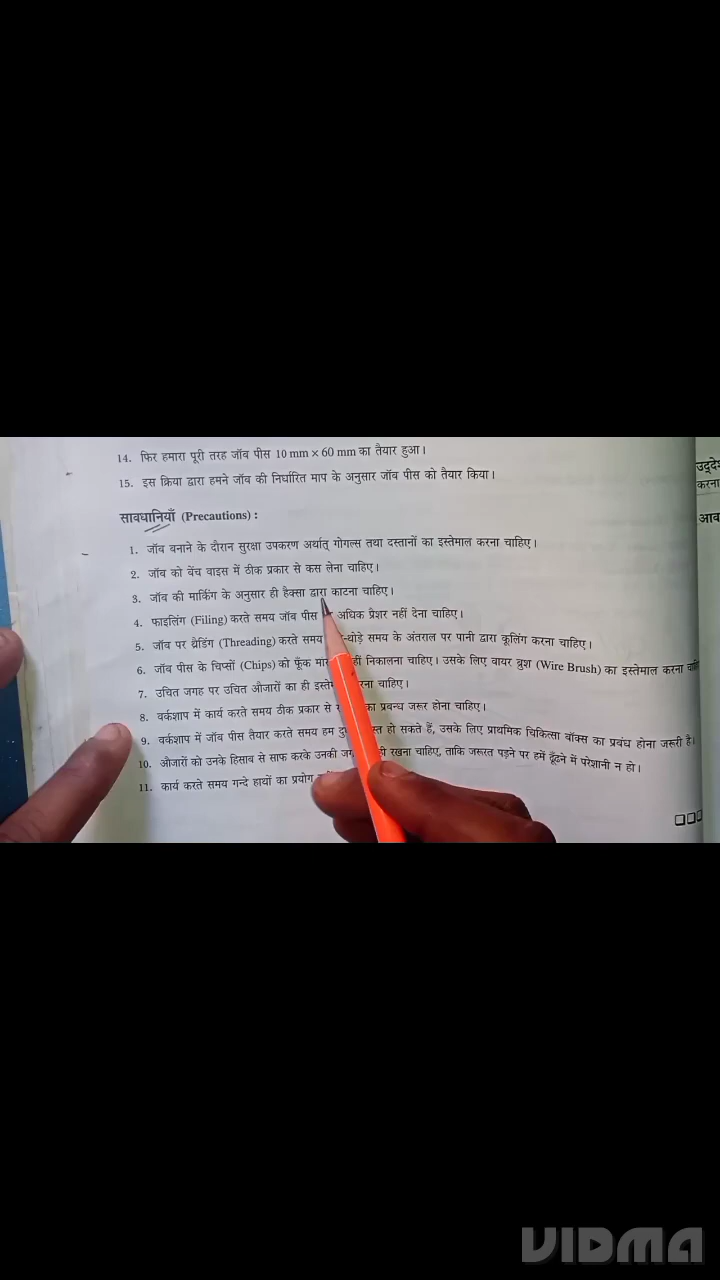 14. फिर हमारा पूरी तरह जॉब पीस 10 mm × 60 mm का तैयार हुआ।
15. इस क्रिया द्वारा हमने जॉब की निर्धारित माप के अनुसार जॉब पीस को तैयार किया।
उद्देश
करना
आव
सावधानियाँ (Precautions) :
1. जॉब बनाने के दौरान सुरक्षा उपकरण अर्थात् गोगल्स तथा दस्तानों का इस्तेमाल करना चाहिए।
2. जॉब को बेंच वाइस में ठीक प्रकार से कस लेना चाहिए।
3. जॉब की मार्किंग के अनुसार ही हैक्सा द्वारा काटना चाहिए।
4. फाइलिंग (Filing) करते समय जॉब पीस अधिक प्रैशर नहीं देना चाहिए।
5. जॉब पर थ्रैडिंग (Threading) करते समय -थोड़े समय के अंतराल पर पानी द्वारा कूलिंग करना चाहिए।
6. जॉब पीस के चिप्सों (Chips) को फूँक निकालना चाहिए। उसके लिए वायर ब्रुश (Wire Brush) का इस्तेमाल करना
7. उचित जगह पर उचित औजारों का ही चाहिए।
8. वर्कशाप में कार्य करते समय ठीक प्रकार से का प्रबन्ध जरूर होना चाहिए।
9. वर्कशाप में जॉब पीस तैयार करते समय हम हो सकते हैं, उसके लिए प्राथमिक चिकित्सा बॉक्स का प्रबंध होना जरूरी है।
10. औजारों को उनके हिसाब से साफ करके उनकी रखना चाहिए, ताकि जरूरत पड़ने पर हमें ढूँढने में परेशानी न हो।
11. कार्य करते समय गन्दे हाथों का प्रयोग
VIDMA